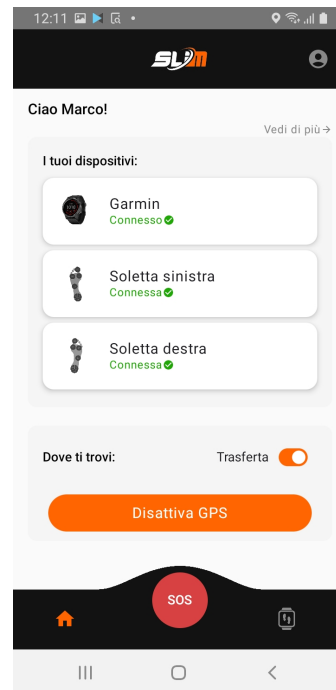 12:11
SLIM
Ciao Marco!
Vedi di più →
I tuoi dispositivi:
Garmin
Connesso
Soletta sinistra
Connessa
Soletta destra
Connessa
Dove ti trovi:
Trasferta
Disattiva GPS
SOS